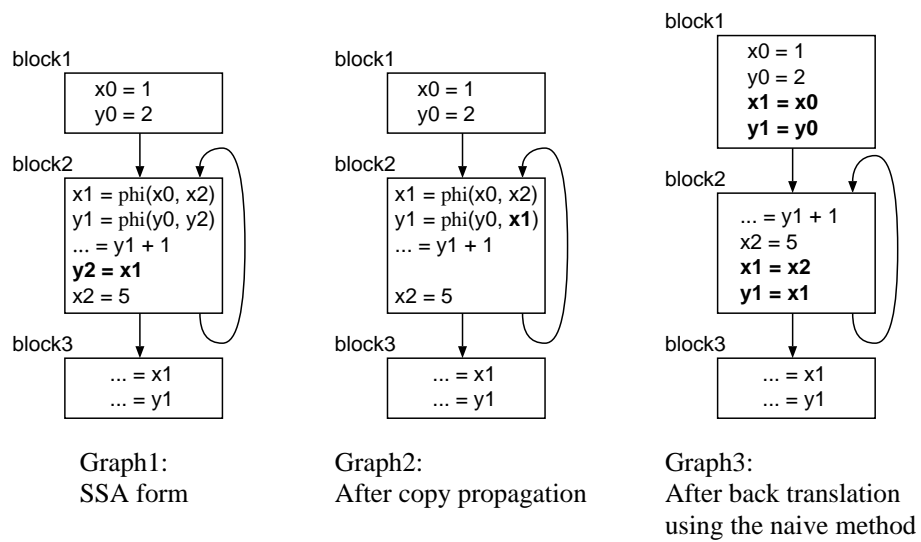 block1
x0 = 1
y0 = 2
block2
x1 = phi(x0, x2)
y1 = phi(y0, y2)
... = y1 + 1
y2 = x1
x2 = 5
block3
... = x1
... = y1
Graph1:
SSA form
block1
x0 = 1
y0 = 2
block2
x1 = phi(x0, x2)
y1 = phi(y0, x1)
... = y1 + 1
x2 = 5
block3
... = x1
... = y1
Graph2:
After copy propagation
block1
x0 = 1
y0 = 2
x1 = x0
y1 = y0
block2
... = y1 + 1
x2 = 5
x1 = x2
y1 = x1
block3
... = x1
... = y1
Graph3:
After back translation
using the naive method